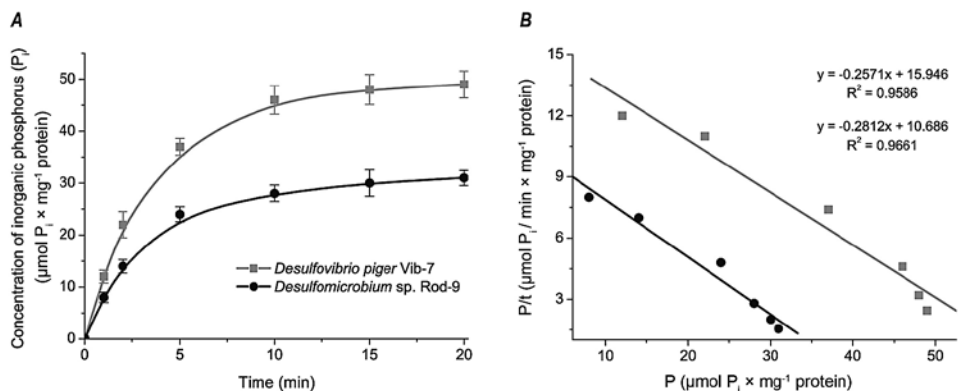 A
Concentration of inorganic phosphorus (Pᵢ)
(µmol Pᵢ × mg⁻¹ protein)
50
40
30
20
10
0
Desulfovibrio piger Vib-7
Desulfomicrobium sp. Rod-9
0 5 10 15 20
Time (min)
B
P/t (µmol Pᵢ / min × mg⁻¹ protein)
15
12
9
6
3
y = -0.2571x + 15.946
R² = 0.9586
y = -0.2812x + 10.686
R² = 0.9661
10 20 30 40 50
P (µmol Pᵢ × mg⁻¹ protein)